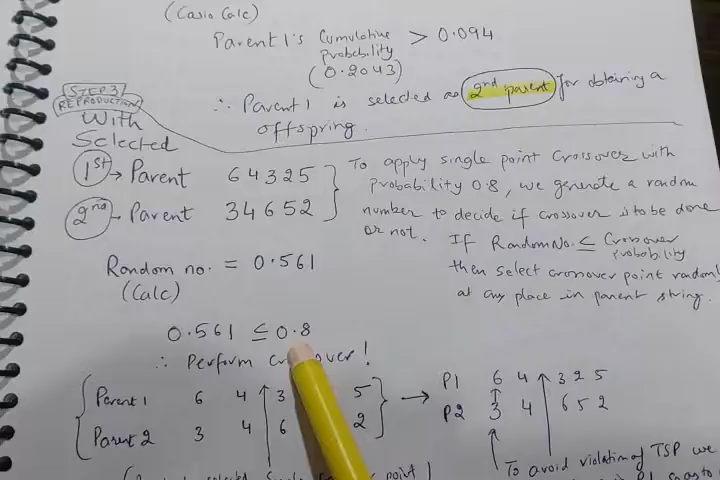 (Casio Calc)
Parent 1's Cumulative probability > 0.094
(0.2043)
∴ Parent 1 is selected as 2nd parent for obtaining a
offspring.
STEP 3
REPRODUCTION
With
Selected
1st → Parent 64325
2nd → Parent 34652
To apply single point crossover with
probability 0.8, we generate a random
number to decide if crossover is to be done
or not. If Random No. ≤ Crossover Probability
then select crossover point randomly
at any place in parent string.
Random no. = 0.561
(Calc)
0.561 ≤ 0.8
∴ Perform crossover!
Parent 1 6 4 3 5
Parent 2 3 4 6 2
→ P1 6 4 3 2 5
P2 3 4 6 5 2
To avoid violation of TSP we